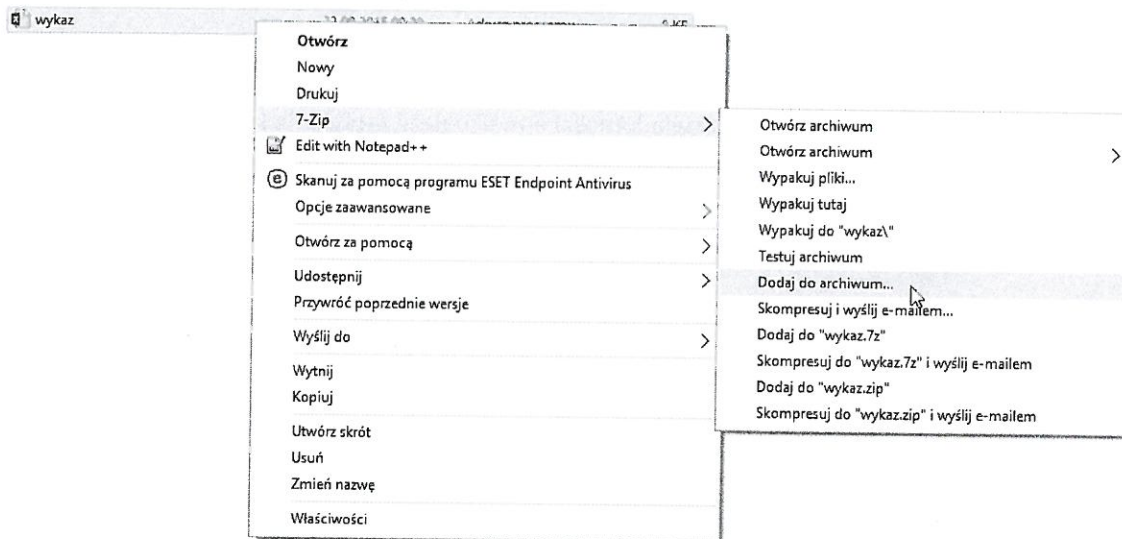 wykaz
Otwórz
Nowy
Drukuj
7-Zip
Edit with Notepad++
Skanuj za pomocą programu ESET Endpoint Antivirus
Opcje zaawansowane
Otwórz za pomocą
Udostępnij
Przywróć poprzednie wersje
Wyślij do
Wytnij
Kopiuj
Utwórz skrót
Usuń
Zmień nazwę
Właściwości
Otwórz archiwum
Otwórz archiwum
Wypakuj pliki...
Wypakuj tutaj
Wypakuj do "wykaz\"
Testuj archiwum
Dodaj do archiwum...
Skompresuj i wyślij e-mailem...
Dodaj do "wykaz.7z"
Skompresuj do "wykaz.7z" i wyślij e-mailem
Dodaj do "wykaz.zip"
Skompresuj do "wykaz.zip" i wyślij e-mailem